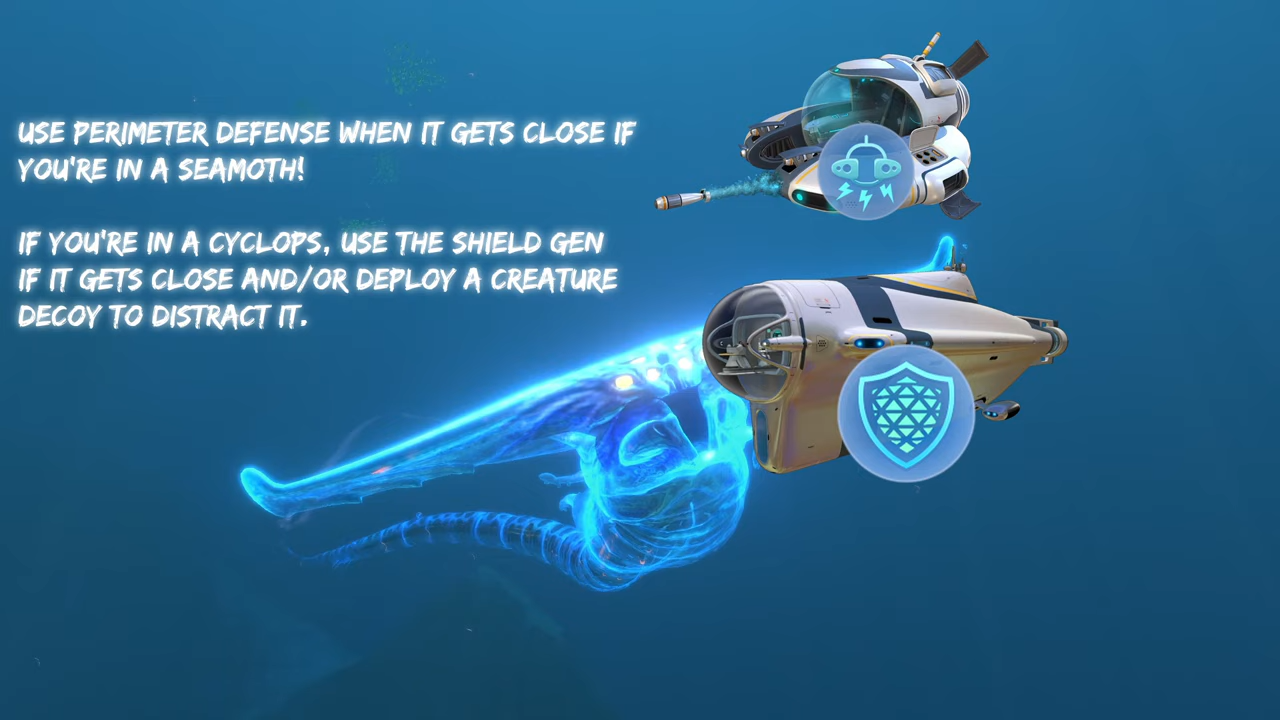 USE PERIMETER DEFENSE WHEN IT GETS CLOSE IF
YOU'RE IN A SEAMOTH!
IF YOU'RE IN A CYCLOPS, USE THE SHIELD GEN
IF IT GETS CLOSE AND/OR DEPLOY A CREATURE
DECOY TO DISTRACT IT.